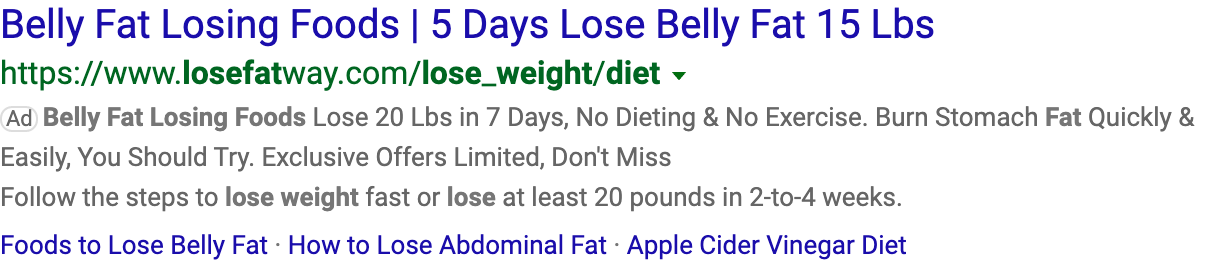 Belly Fat Losing Foods | 5 Days Lose Belly Fat 15 Lbs
https://www.losefatway.com/lose_weight/diet
Ad Belly Fat Losing Foods Lose 20 Lbs in 7 Days, No Dieting & No Exercise. Burn Stomach Fat Quickly &
Easily, You Should Try. Exclusive Offers Limited, Don't Miss
Follow the steps to lose weight fast or lose at least 20 pounds in 2-to-4 weeks.
Foods to Lose Belly Fat · How to Lose Abdominal Fat · Apple Cider Vinegar Diet